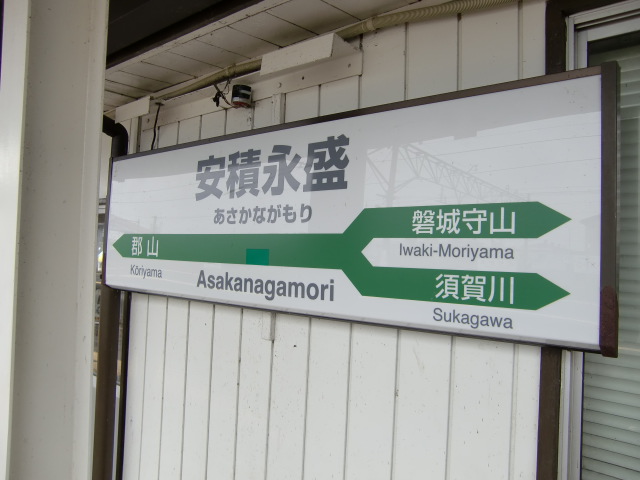 安積永盛
あさかながもり
郡山
Kōriyama
Asakanagamori
磐城守山
Iwaki-Moriyama
須賀川
Sukagawa